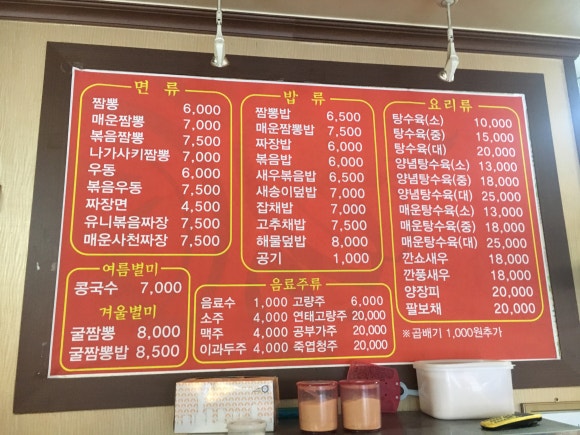 면 류
짬뽕 6,000
매운짬뽕 7,000
볶음짬뽕 7,500
나가사키짬뽕 7,000
우동 6,000
볶음우동 7,500
짜장면 4,500
유니볶음짜장 7,500
매운사천짜장 7,500
여름별미
콩국수 7,000
겨울별미
굴짬뽕 8,000
굴짬뽕밥 8,500
밥 류
짬뽕밥 6,500
매운짬뽕밥 7,500
짜장밥 6,000
볶음밥 6,000
새우볶음밥 6,500
새송이덮밥 7,000
잡채밥 7,000
고추채밥 7,500
해물덮밥 8,000
공기 1,000
음료주류
음료수 1,000 고량주 6,000
소주 4,000 연태고량주 20,000
맥주 4,000 공부가주 20,000
이과두주 4,000 죽엽청주 20,000
요리류
탕수육(소) 10,000
탕수육(중) 15,000
탕수육(대) 20,000
양념탕수육(소) 13,000
양념탕수육(중) 18,000
양념탕수육(대) 25,000
매운탕수육(소) 13,000
매운탕수육(중) 18,000
매운탕수육(대) 25,000
깐쇼새우 18,000
깐풍새우 18,000
양장피 20,000
팔보채 20,000
※곱배기 1,000원추가